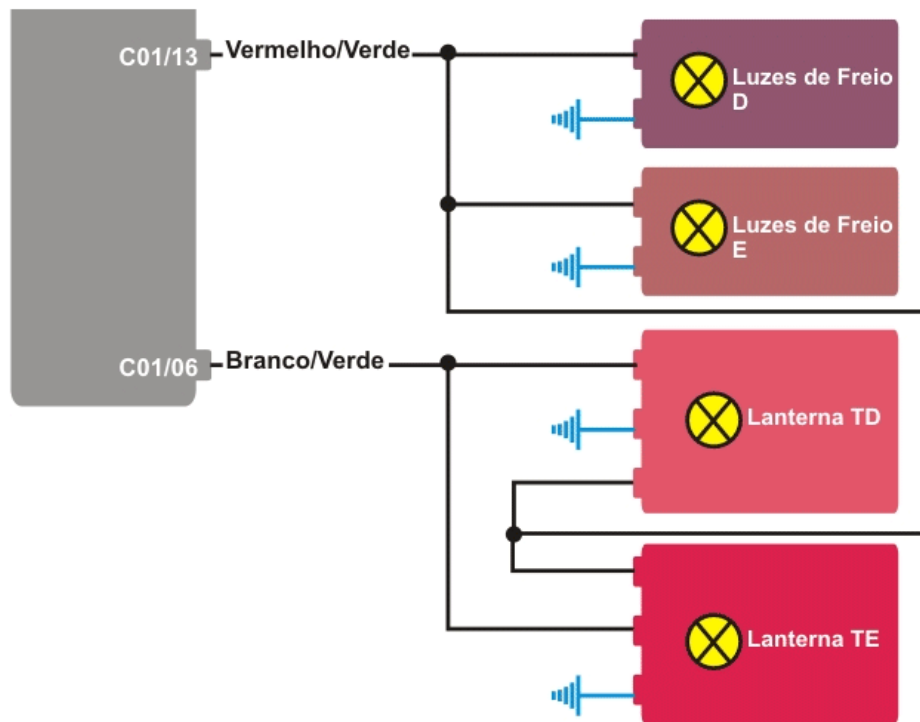 C01/13
Vermelho/Verde
Luzes de Freio
D
Luzes de Freio
E
C01/06
Branco/Verde
Lanterna TD
Lanterna TE